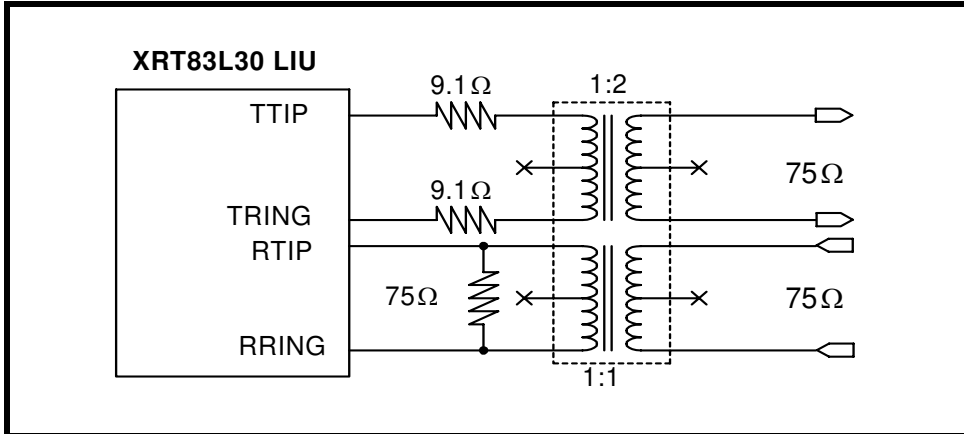 XRT83L30 LIU
9.1Ω
1:2
TTIP
75Ω
9.1Ω
TRING
RTIP
75Ω
75Ω
RRING
1:1